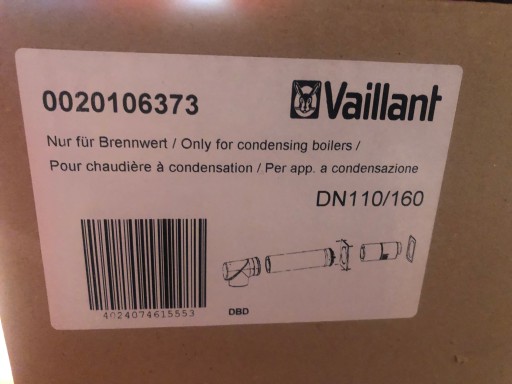 0020106373
Vaillant
Nur für Brennwert / Only for condensing boilers /
Pour chaudière à condensation / Per app. a condensazione
DN110/160
4024074615553
DBD